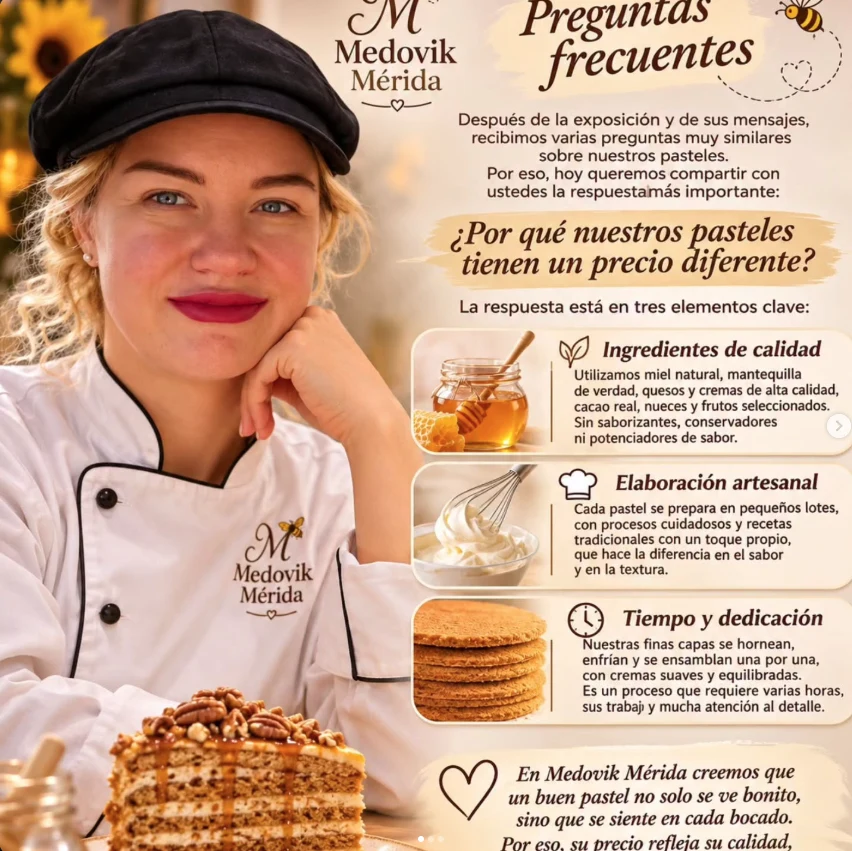 M
Medovik
Mérida
Preguntas
frecuentes
Después de la exposición y de sus mensajes,
recibimos varias preguntas muy similares
sobre nuestros pasteles.
Por eso, hoy queremos compartir con
ustedes la respuesta más importante:
¿Por qué nuestros pasteles
tienen un precio diferente?
La respuesta está en tres elementos clave:
Ingredientes de calidad
Utilizamos miel natural, mantequilla
de verdad, quesos y cremas de alta calidad,
cacao real, nueces y frutos seleccionados.
Sin saborizantes, conservadores
ni potenciadores de sabor.
Elaboración artesanal
Cada pastel se prepara en pequeños lotes,
con procesos cuidadosos y recetas
tradicionales con un toque propio,
que hace la diferencia en el sabor
y en la textura.
Tiempo y dedicación
Nuestras finas capas se hornean,
enfrían y se ensamblan una por una,
con cremas suaves y equilibradas.
Es un proceso que requiere varias horas,
sus trabaj y mucha atención al detalle.
M
Medovik
Mérida
En Medovik Mérida creemos que
un buen pastel no solo se ve bonito,
sino que se siente en cada bocado.
Por eso, su precio refleja su calidad,